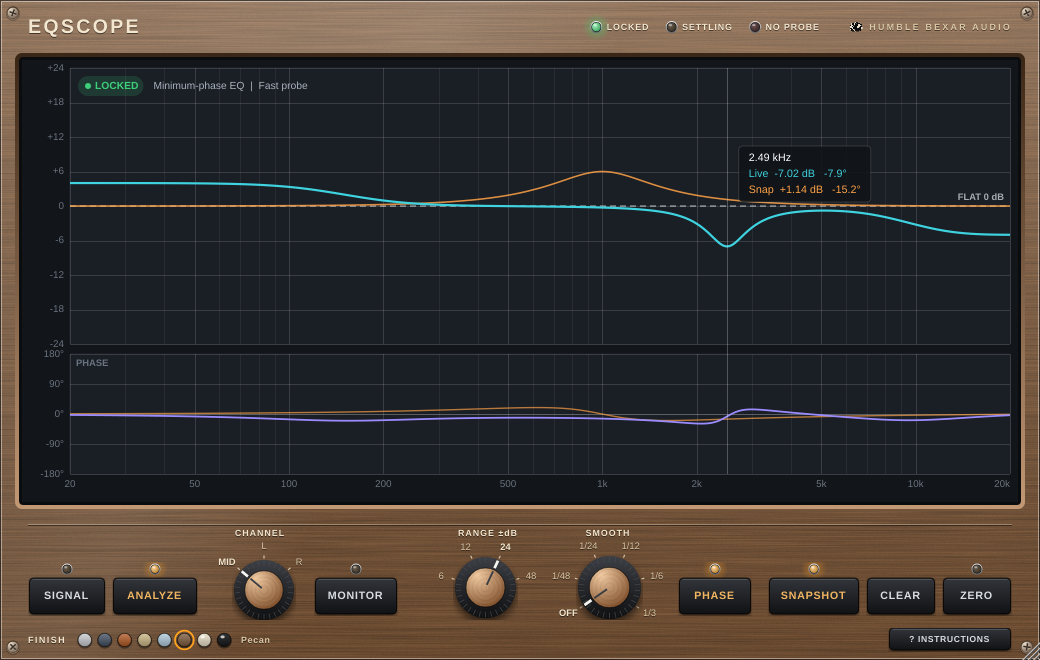 EQSCOPE
LOCKED SETTLING NO PROBE HUMBLE BEXAR AUDIO
+24
LOCKED Minimum-phase EQ | Fast probe
+18
+12
2.49 kHz
Live -7.02 dB -7.9°
Snap +1.14 dB -15.2°
+6
FLAT 0 dB
0
-6
-12
-18
-24
180°
PHASE
90°
0°
-90°
-180°
20 50 100 200 500 1k 2k 5k 10k 20k
CHANNEL RANGE ±dB SMOOTH
L 12 24 1/24 1/12
MID R 6 48 1/48 1/6
SIGNAL ANALYZE MONITOR PHASE SNAPSHOT CLEAR ZERO
OFF 1/3
FINISH Pecan ? INSTRUCTIONS